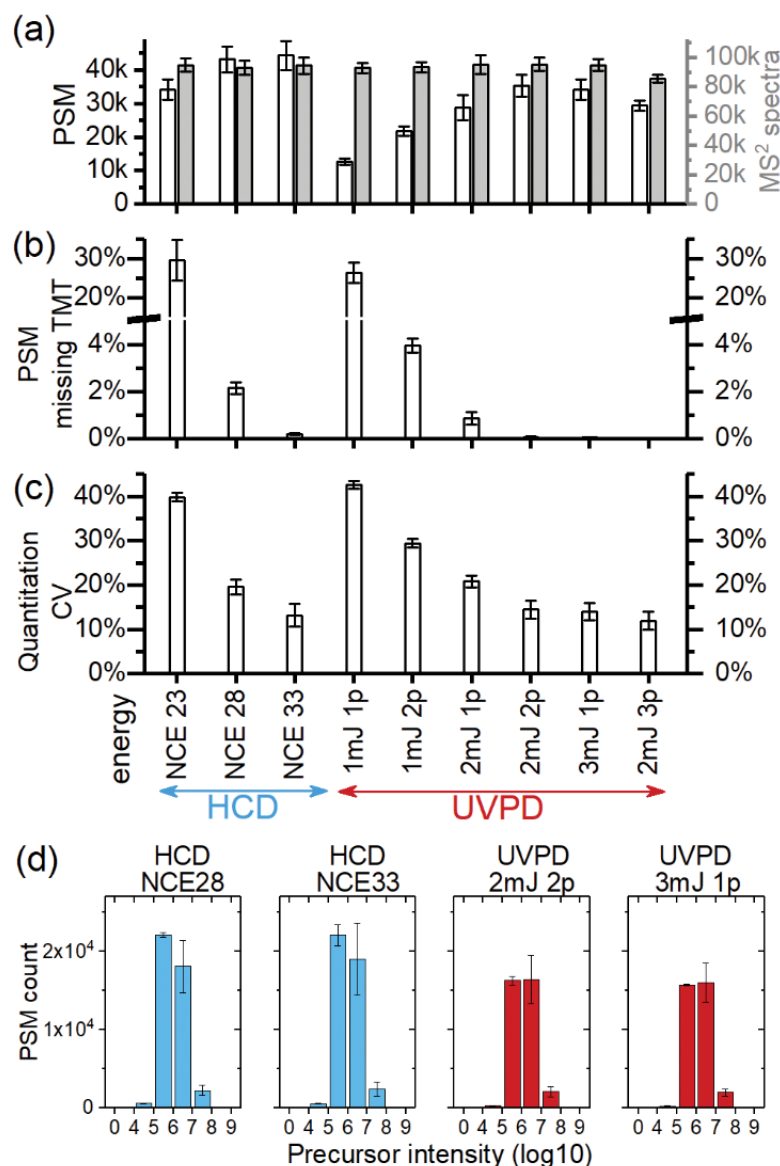 (a)
PSM
40k
30k
20k
10k
0
100k
80k
60k
40k
20k
0
MS² spectra
(b)
PSM
missing TMT
30%
20%
4%
2%
0%
30%
20%
4%
2%
0%
(c)
Quantitation
CV
40%
30%
20%
10%
0%
40%
30%
20%
10%
0%
energy
NCE 23
NCE 28
NCE 33
1mJ 1p
1mJ 2p
2mJ 1p
2mJ 2p
3mJ 1p
2mJ 3p
HCD
UVPD
(d)
HCD
NCE28
HCD
NCE33
UVPD
2mJ 2p
UVPD
3mJ 1p
PSM count
2x10⁴
1x10⁴
0
0 4 5 6 7 8 9
0 4 5 6 7 8 9
0 4 5 6 7 8 9
0 4 5 6 7 8 9
Precursor intensity (log10)